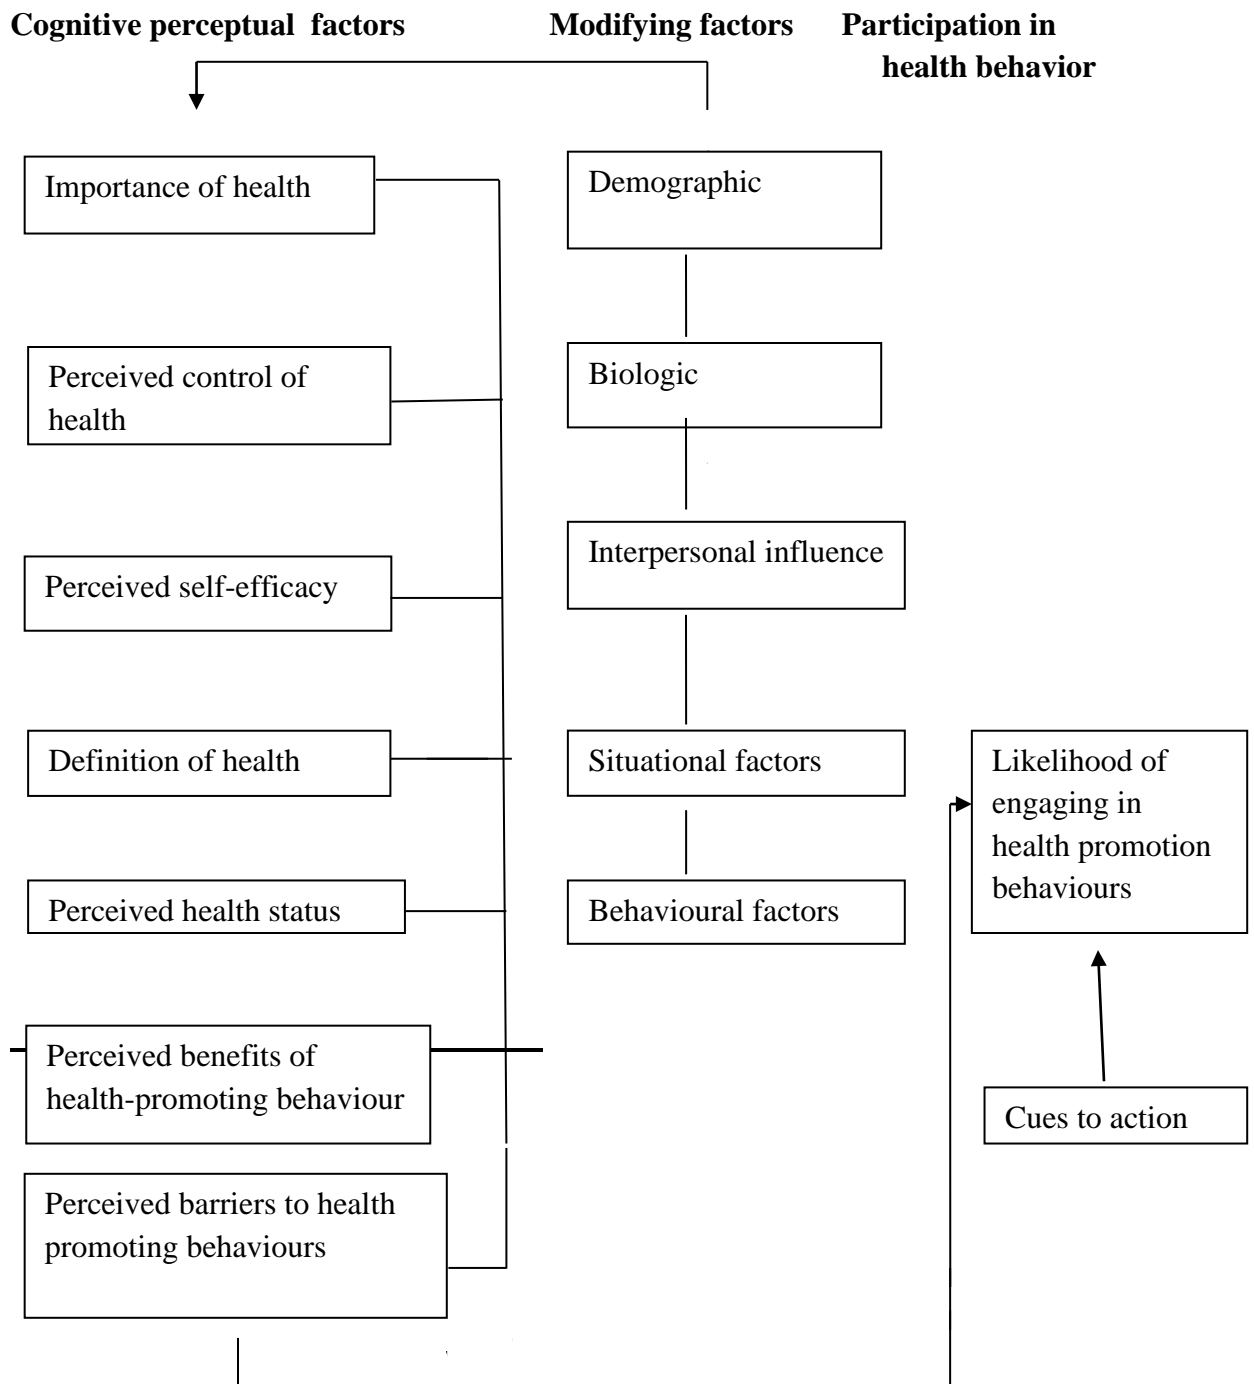 Cognitive perceptual factors
Modifying factors
Participation in
health behavior
Importance of health
Perceived control of
health
Perceived self-efficacy
Definition of health
Perceived health status
Perceived benefits of
health-promoting behaviour
Perceived barriers to health
promoting behaviours
Demographic
Biologic
Interpersonal influence
Situational factors
Behavioural factors
Likelihood of
engaging in
health promotion
behaviours
Cues to action